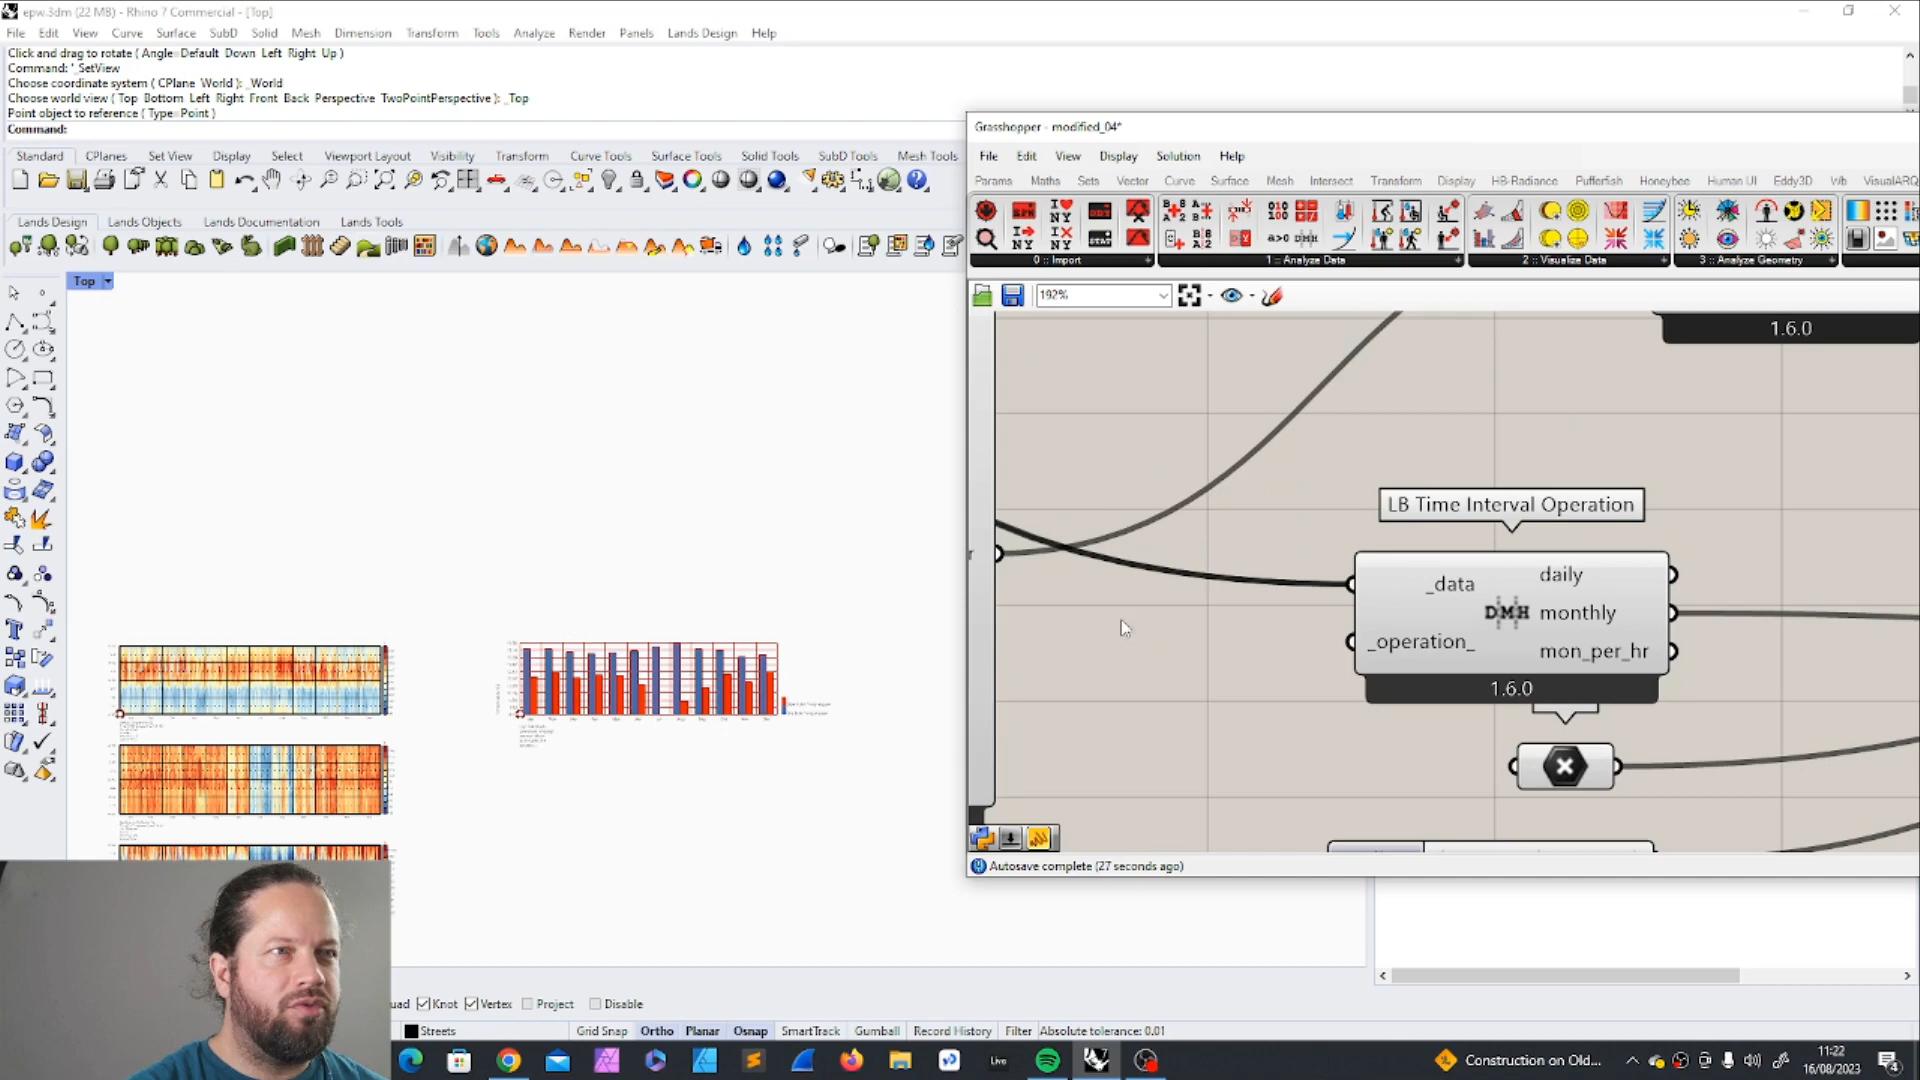 epw.3dm (22 MB) - Rhino 7 Commercial - [Top]
File Edit View Curve Surface SubD Solid Mesh Dimension Transform Tools Analyze Render Panels Lands Design Help
Click and drag to rotate ( Angle=Default Down Left Right Up )
Command: '_SetView
Choose coordinate system ( CPlane World ): _World
Choose world view ( Top Bottom Left Right Front Back Perspective TwoPointPerspective ): _Top
Point object to reference ( Type=Point )
Command:
Standard CPlanes Set View Display Select Viewport Layout Visibility Transform Curve Tools Surface Tools Solid Tools SubD Tools Mesh Tools
Lands Design Lands Objects Lands Documentation Lands Tools
Top
Grasshopper - modified_04*
File Edit View Display Solution Help
Params Maths Sets Vector Curve Surface Mesh Intersect Transform Display HB-Radiance Pufferfish Honeybee Human UI Eddy3D Wb VisualARQ
0 :: Import 1 :: Analyze Data 2 :: Visualize Data 3 :: Analyze Geometry
192%
1.6.0
LB Time Interval Operation
_data
_operation_
DMH
daily
monthly
mon_per_hr
1.6.0
Autosave complete (27 seconds ago)
uad Knot Vertex Project Disable
Streets Grid Snap Ortho Planar Osnap SmartTrack Gumball Record History Filter Absolute tolerance: 0.01
Live
Construction on Old...
11:22
16/08/2023
4